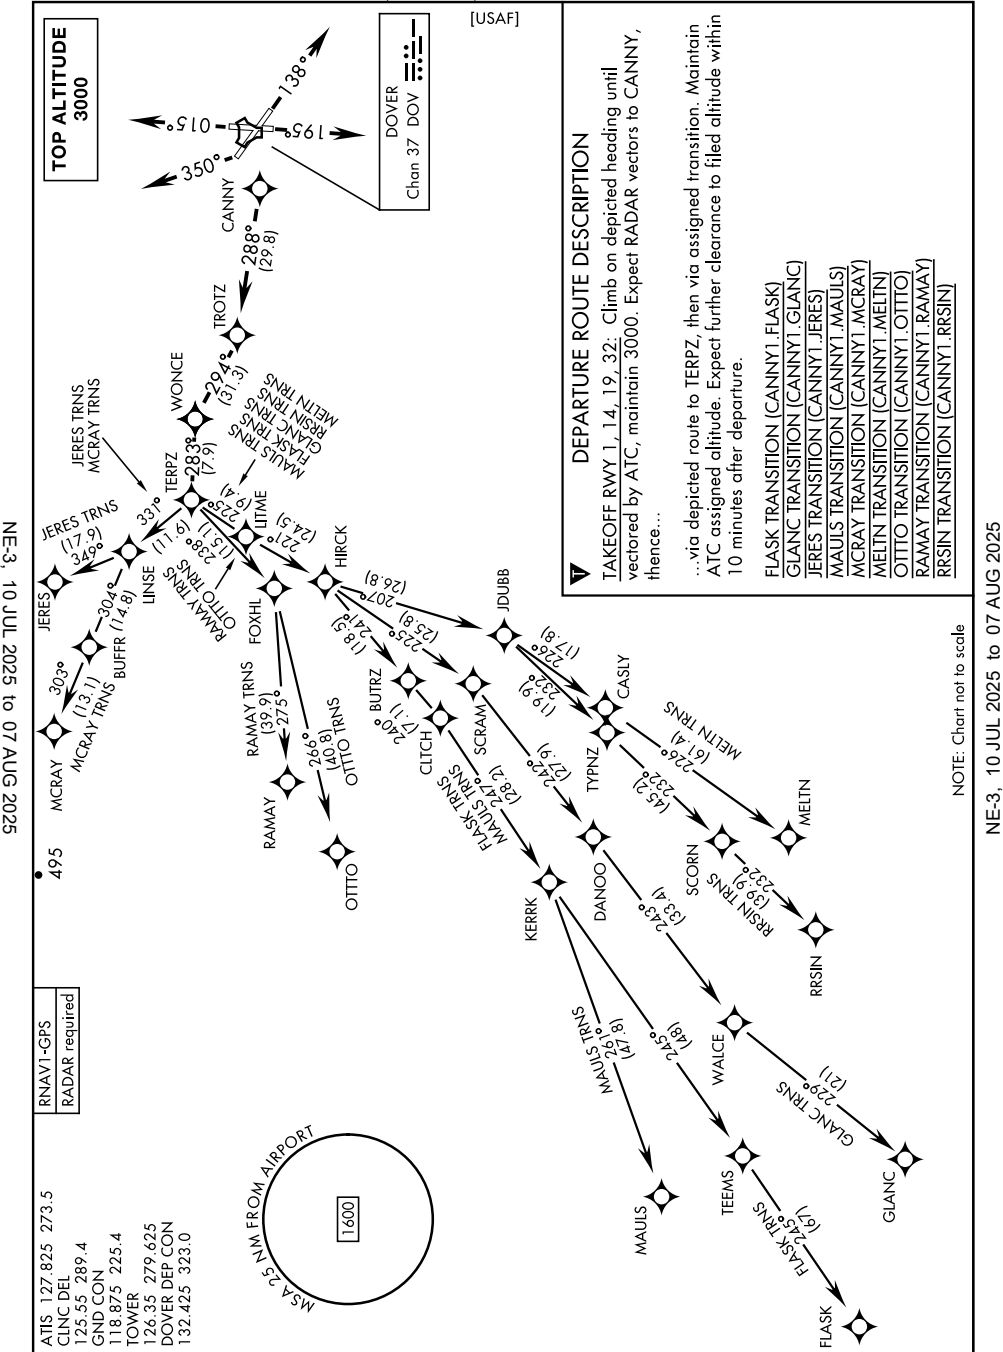 [USAF]
TOP ALTITUDE
3000
ATIS 127.825 273.5
CLNC DEL
125.55 289.4
GND CON
118.875 225.4
TOWER
126.35 279.625
DOVER DEP CON
132.425 323.0
RNAV1-GPS
RADAR required
495
MSA 25 NM FROM AIRPORT
1600
DOVER
Chan 37 DOV
138°
195°
015°
350°
CANNY
288°
(29.8)
TROTZ
294°
(31.3)
WONCE
283°
(7.9)
TERPZ
JERES TRNS
MCRAY TRNS
331°
(11.6)
LINSE
JERES TRNS
(17.9)
349°
JERES
304°
(14.8)
BUFFR
303°
(13.1)
MCRAY TRNS
MCRAY
MELTN TRNS
RRSIN TRNS
GLANC TRNS
FLASK TRNS
MAULS TRNS
225°
(9.4)
LITME
(15.1)
238°
OTTTO TRNS
RAMAY TRNS
FOXHL
RAMAY TRNS
(39.9)
275°
RAMAY
266°
(40.8)
OTTTO TRNS
OTTTO
221°
(24.5)
HIRCK
207°
(26.8)
JDUBB
225°
(25.8)
SCRAM
241°
(18.5)
BUTRZ
240°
(7.1)
CLTCH
FLASK TRNS
MAULS TRNS
247°
(28.2)
KERRK
MAULS TRNS
261°
(47.8)
MAULS
245°
(48)
TEEMS
FLASK TRNS
245°
(67)
FLASK
242°
(27.9)
DANOO
243°
(33.4)
WALCE
GLANC TRNS
229°
(21)
GLANC
226°
(17.8)
CASLY
MELTN TRNS
(61.4)
226°
MELTN
232°
(19.9)
TYPNZ
232°
(45.2)
SCORN
232°
(39.9)
RRSIN TRNS
RRSIN
NOTE: Chart not to scale
T
DEPARTURE ROUTE DESCRIPTION
TAKEOFF RWY 1, 14, 19, 32: Climb on depicted heading until
vectored by ATC, maintain 3000. Expect RADAR vectors to CANNY,
thence...
...via depicted route to TERPZ, then via assigned transition. Maintain
ATC assigned altitude. Expect further clearance to filed altitude within
10 minutes after departure.
FLASK TRANSITION (CANNY1.FLASK)
GLANC TRANSITION (CANNY1.GLANC)
JERES TRANSITION (CANNY1.JERES)
MAULS TRANSITION (CANNY1.MAULS)
MCRAY TRANSITION (CANNY1.MCRAY)
MELTN TRANSITION (CANNY1.MELTN)
OTTTO TRANSITION (CANNY1.OTTTO)
RAMAY TRANSITION (CANNY1.RAMAY)
RRSIN TRANSITION (CANNY1.RRSIN)
NE-3, 10 JUL 2025 to 07 AUG 2025
NE-3, 10 JUL 2025 to 07 AUG 2025